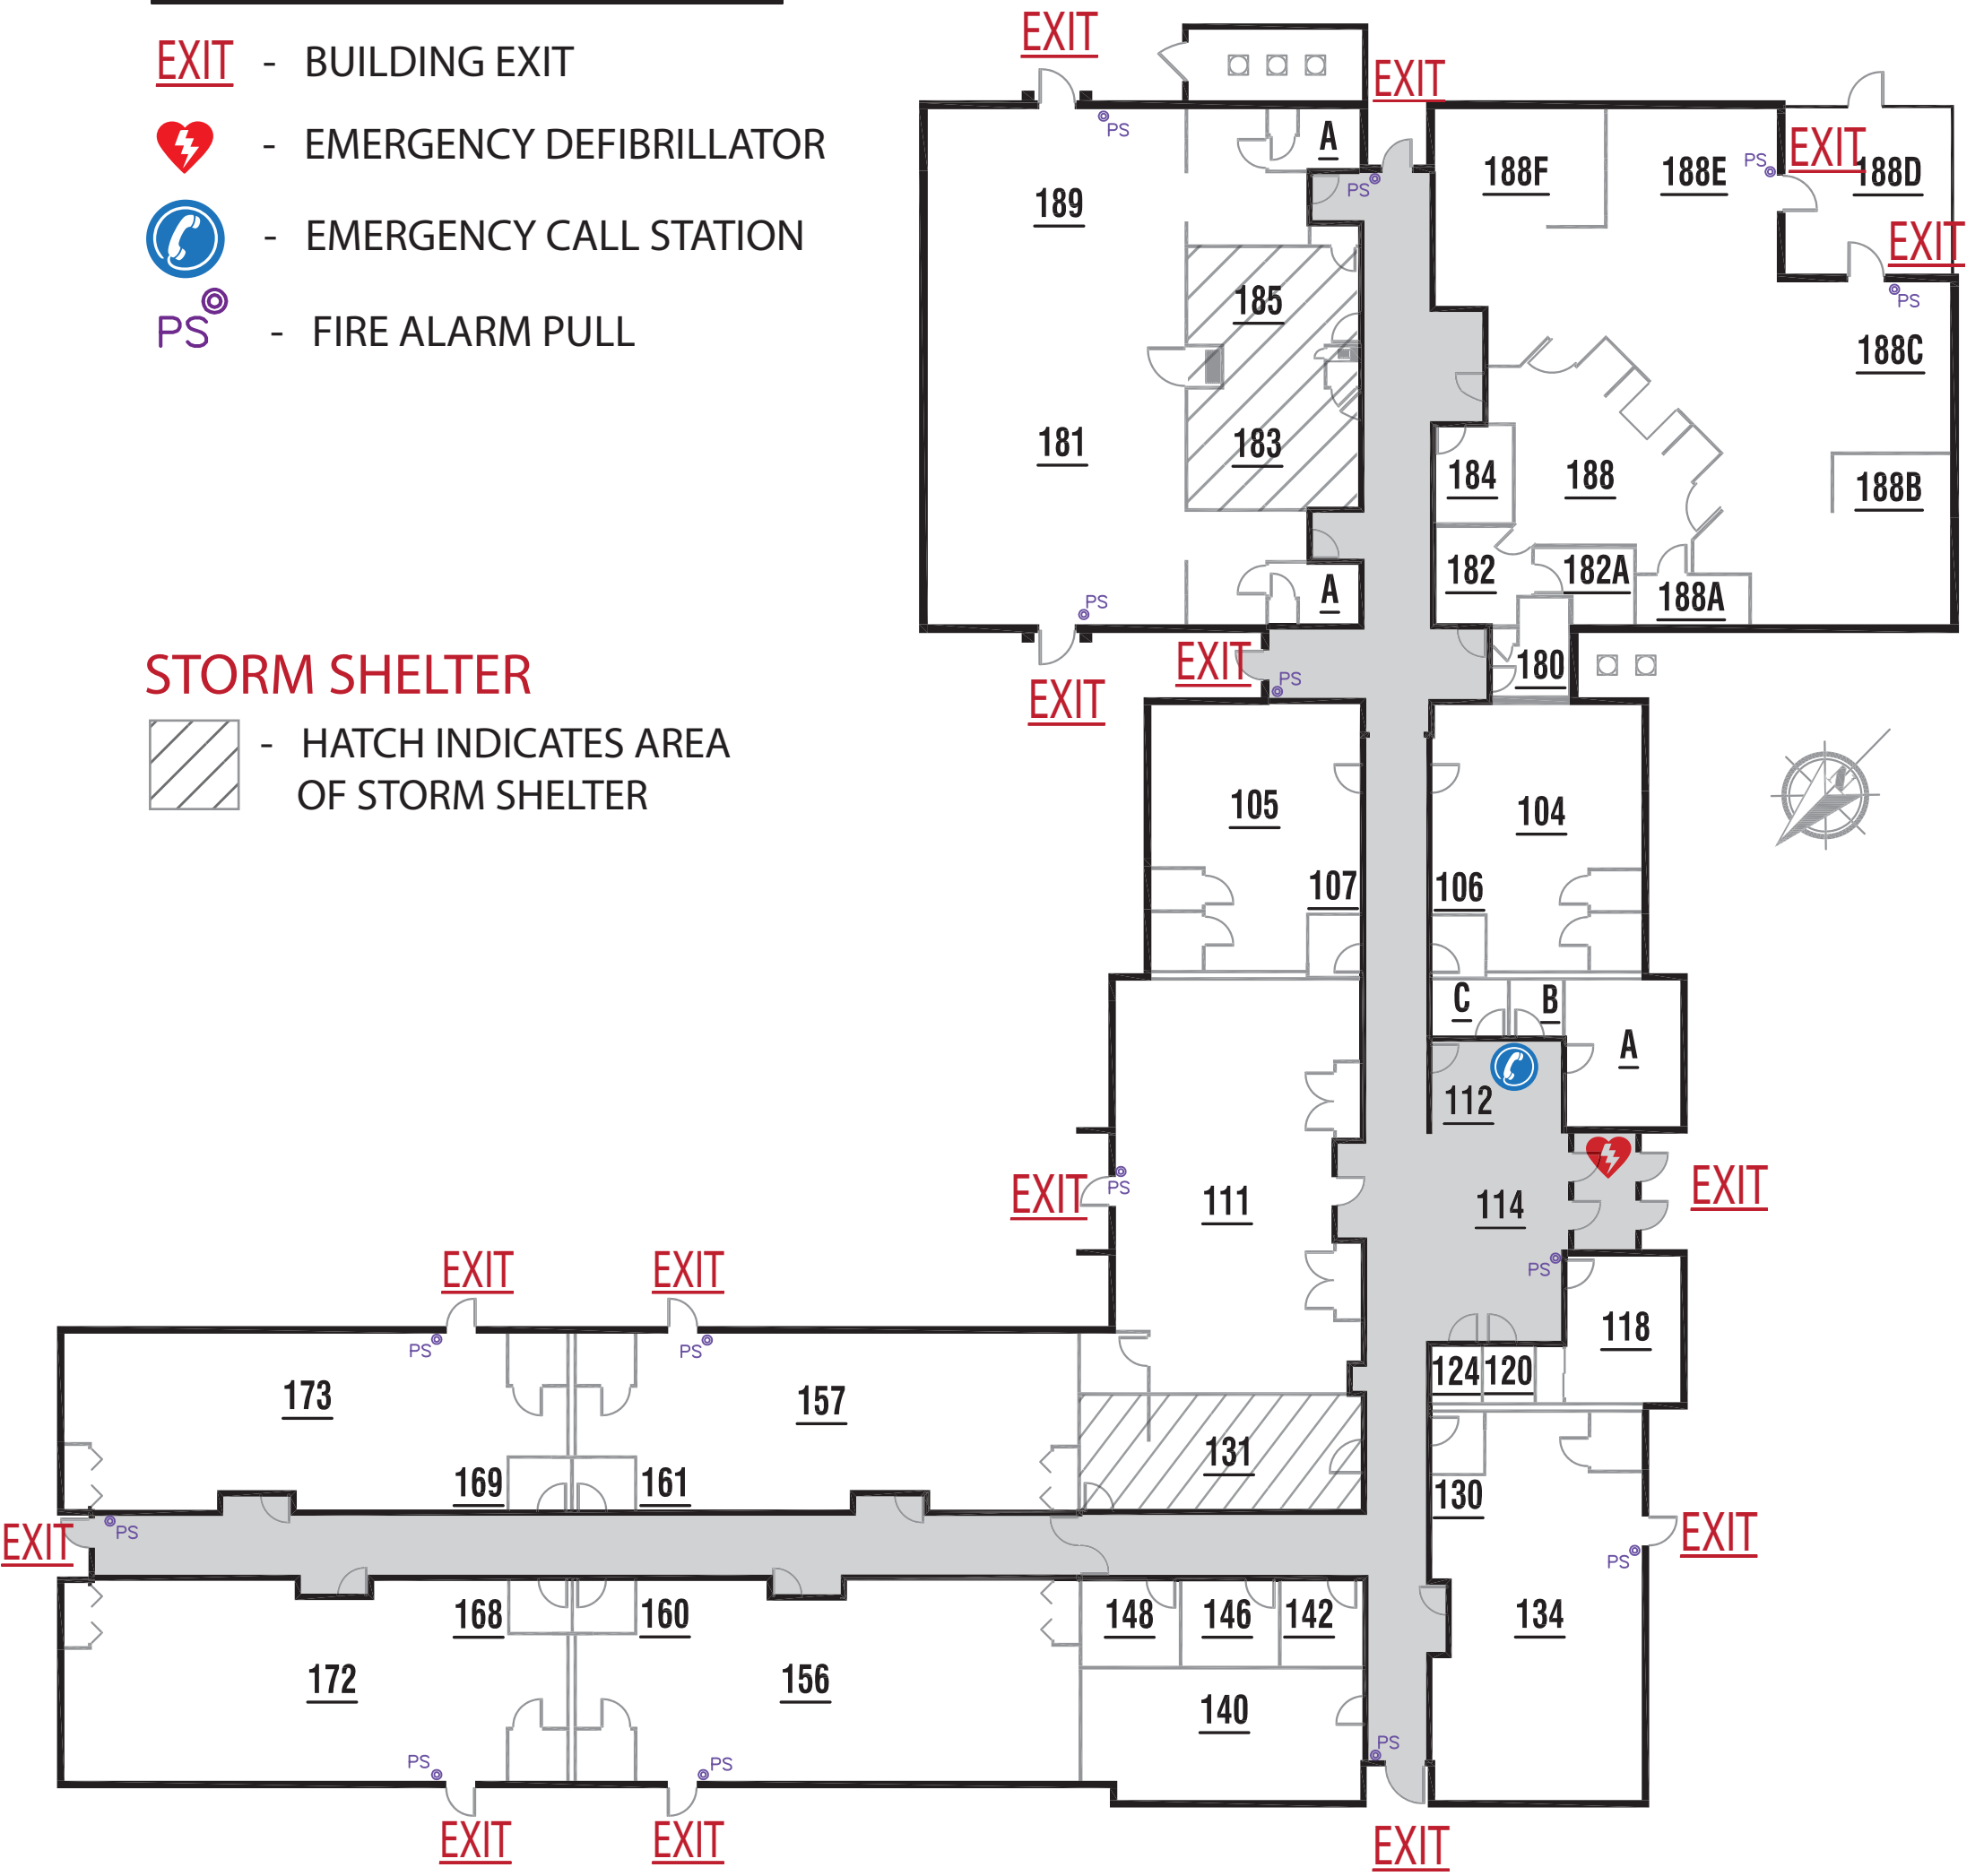 EXIT - BUILDING EXIT
- EMERGENCY DEFIBRILLATOR
- EMERGENCY CALL STATION
PS - FIRE ALARM PULL
STORM SHELTER
- HATCH INDICATES AREA
OF STORM SHELTER
EXIT
EXIT
PS
A
PS
188F
188E
PS
EXIT
188D
189
EXIT
PS
185
188C
181
183
184
188
188B
182
182A
188A
A
PS
EXIT
PS
180
EXIT
105
104
107
106
C
B
A
112
EXIT
PS
111
114
EXIT
PS
EXIT
EXIT
118
PS
PS
124
120
173
157
131
169
161
130
EXIT
PS
EXIT
PS
168
160
148
146
142
134
172
156
140
PS
PS
PS
EXIT
EXIT
EXIT